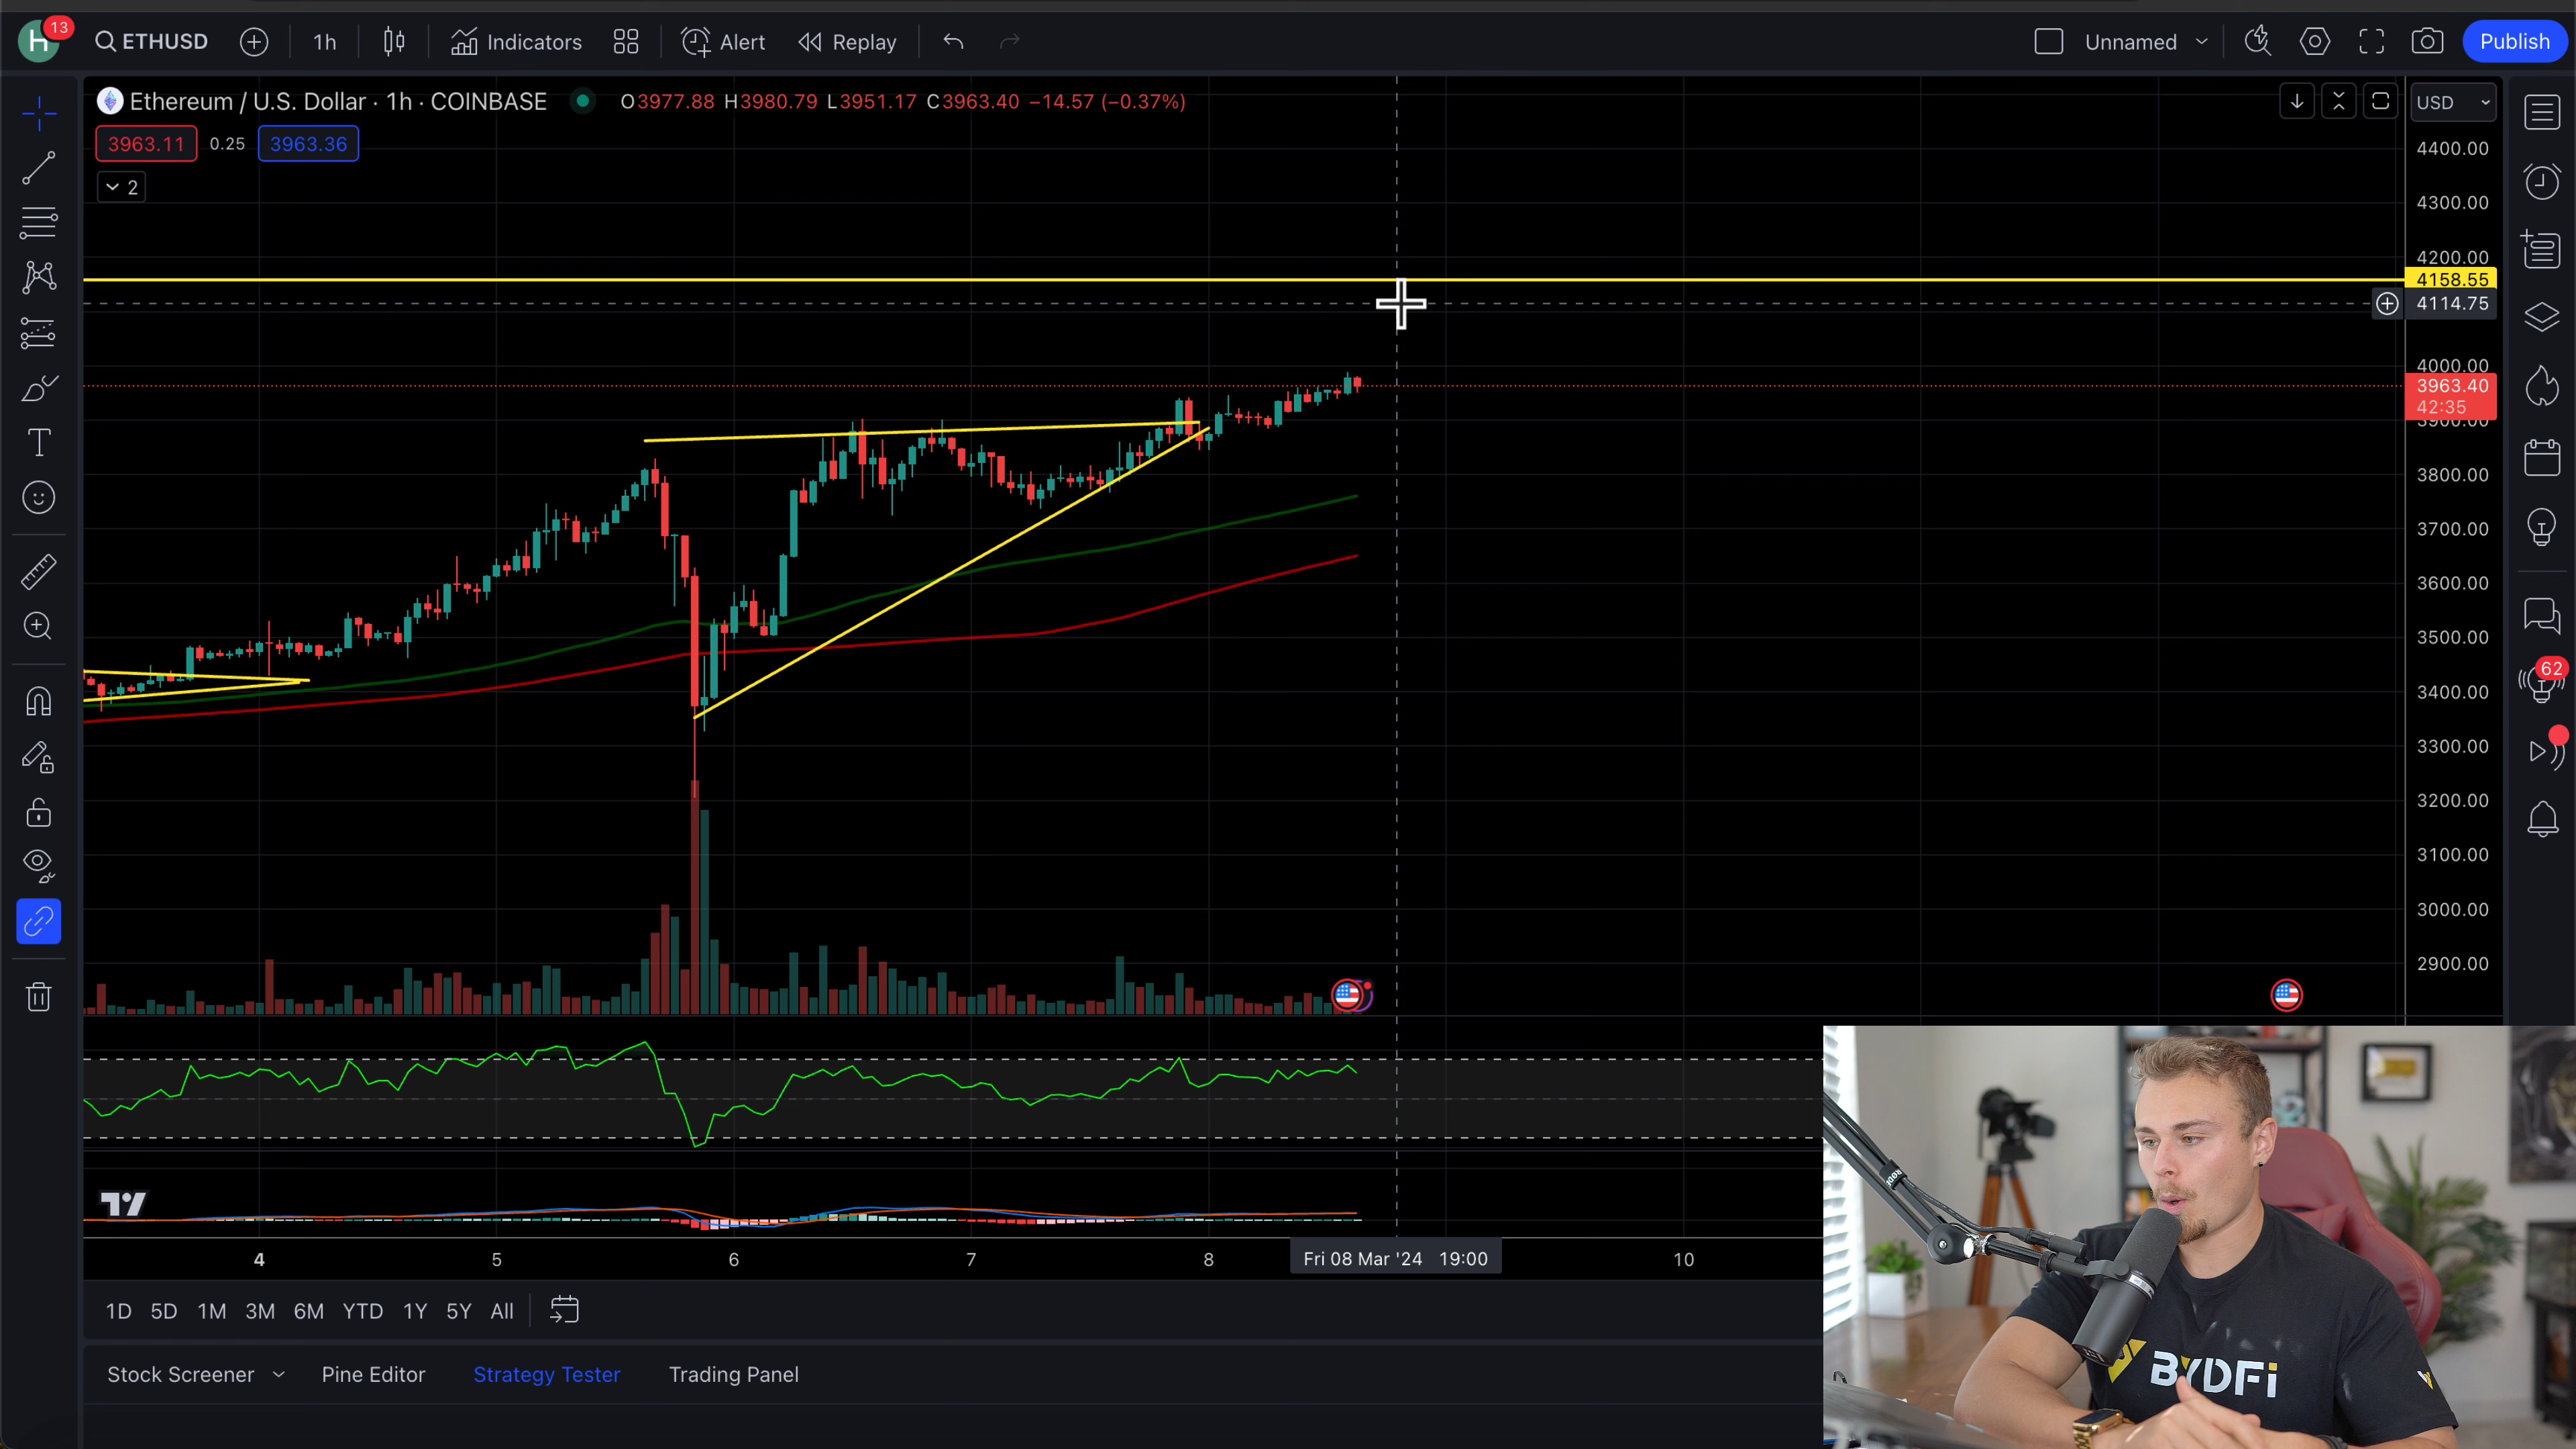 H 13 ETHUSD 1h Indicators Alert Replay Unnamed Publish
Ethereum / U.S. Dollar · 1h · COINBASE O3977.88 H3980.79 L3951.17 C3963.40 −14.57 (−0.37%) USD
3963.11 0.25 3963.36
2
4400.00
4300.00
4200.00
4158.55
4114.75
4000.00
3963.40
42:35
3900.00
3800.00
3700.00
3600.00
3500.00
3400.00
3300.00
3200.00
3100.00
3000.00
2900.00
62
4 5 6 7 8 Fri 08 Mar '24 19:00 10
1D 5D 1M 3M 6M YTD 1Y 5Y All
Stock Screener Pine Editor Strategy Tester Trading Panel
RODE
BYDFi